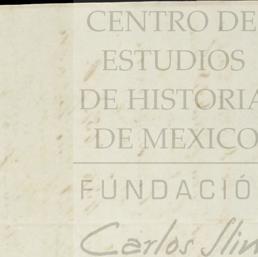 CENTRO DE
ESTUDIOS
DE HISTORIA
DE MEXICO
FUNDACIÓ
Carlos Slim